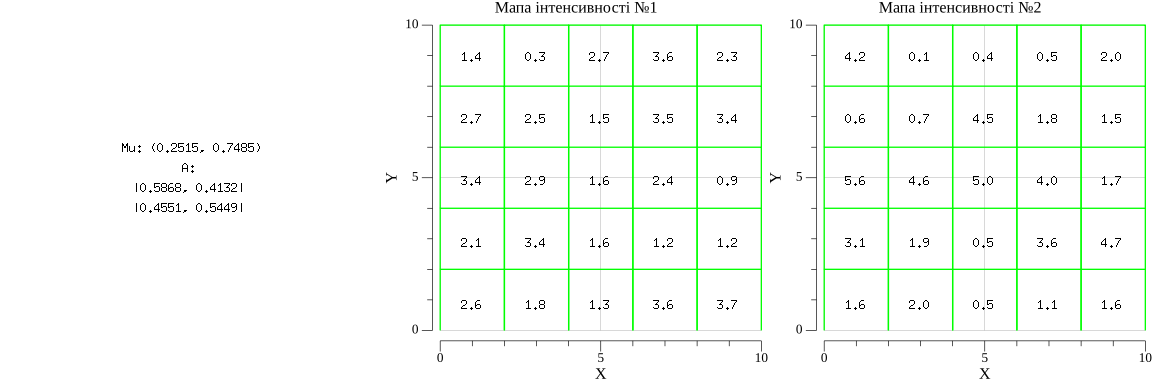 Mu: (0.2515, 0.7485)
A:
|0.5868, 0.4132|
|0.4551, 0.5449|
Мапа інтенсивності №1
10
1.4 0.3 2.7 3.6 2.3
2.7 2.5 1.5 3.5 3.4
Y 5 3.4 2.9 1.6 2.4 0.9
2.1 3.4 1.6 1.2 1.2
2.6 1.8 1.3 3.6 3.7
0
0 5 10
X
Мапа інтенсивності №2
10
4.2 0.1 0.4 0.5 2.0
0.6 0.7 4.5 1.8 1.5
Y 5 5.6 4.6 5.0 4.0 1.7
3.1 1.9 0.5 3.6 4.7
1.6 2.0 0.5 1.1 1.6
0
0 5 10
X